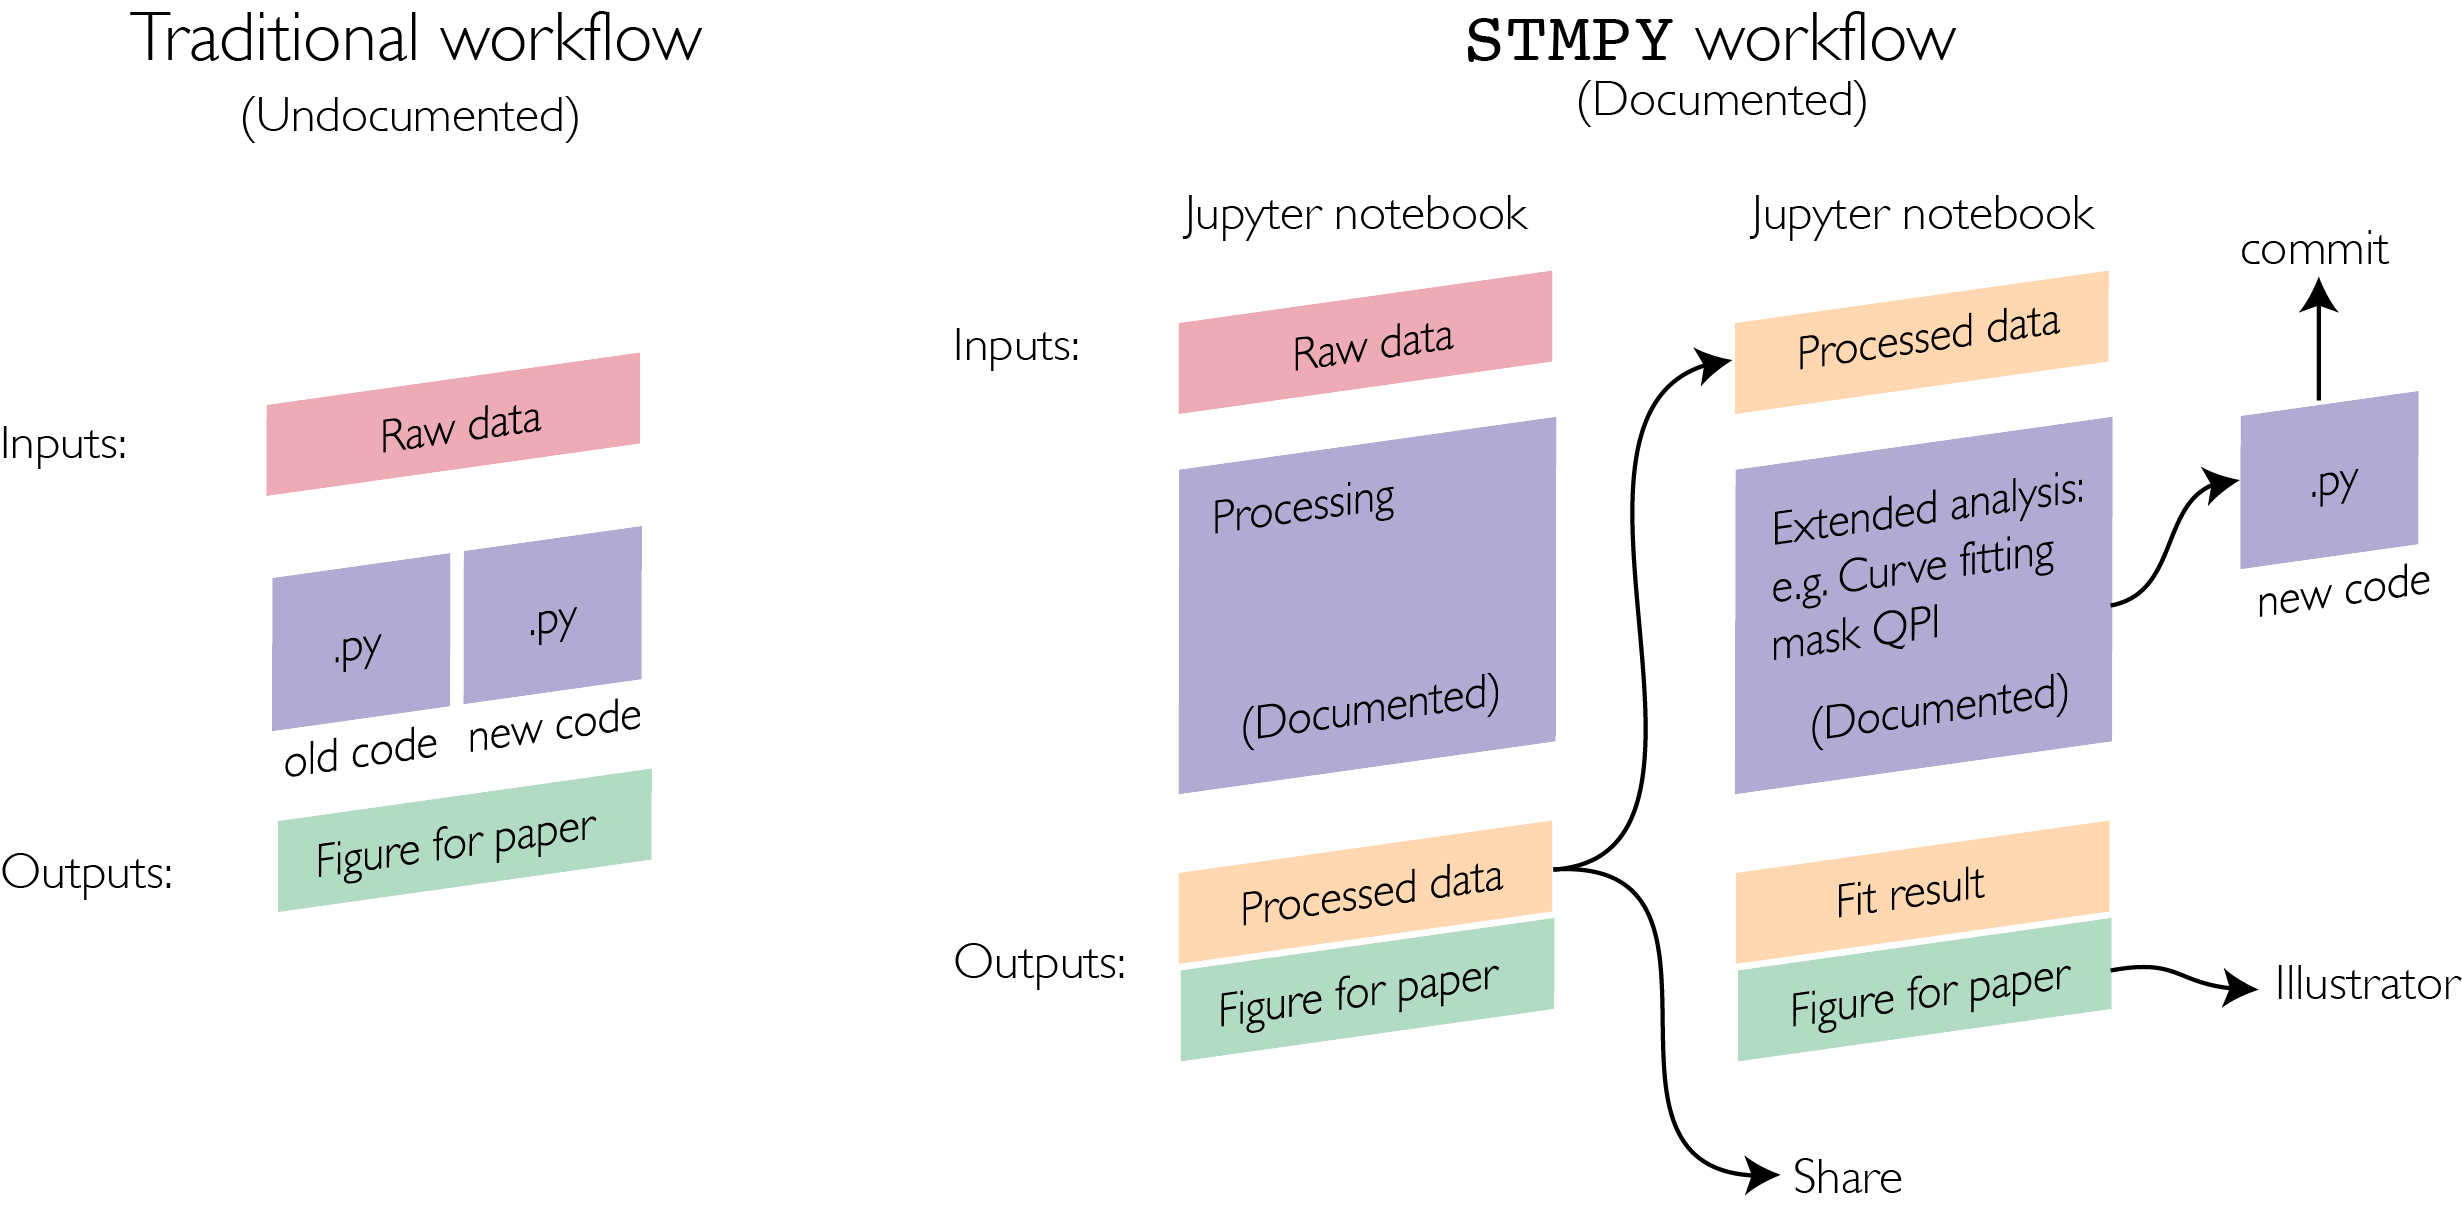 Traditional workflow
(Undocumented)
Inputs:
Raw data
.py
.py
old code
new code
Outputs:
Figure for paper
STMPY workflow
(Documented)
Jupyter notebook
Inputs:
Raw data
Processing
(Documented)
Outputs:
Processed data
Figure for paper
Share
Jupyter notebook
Processed data
Extended analysis:
e.g. Curve fitting
mask QPI
(Documented)
Fit result
Figure for paper
Illustrator
commit
.py
new code